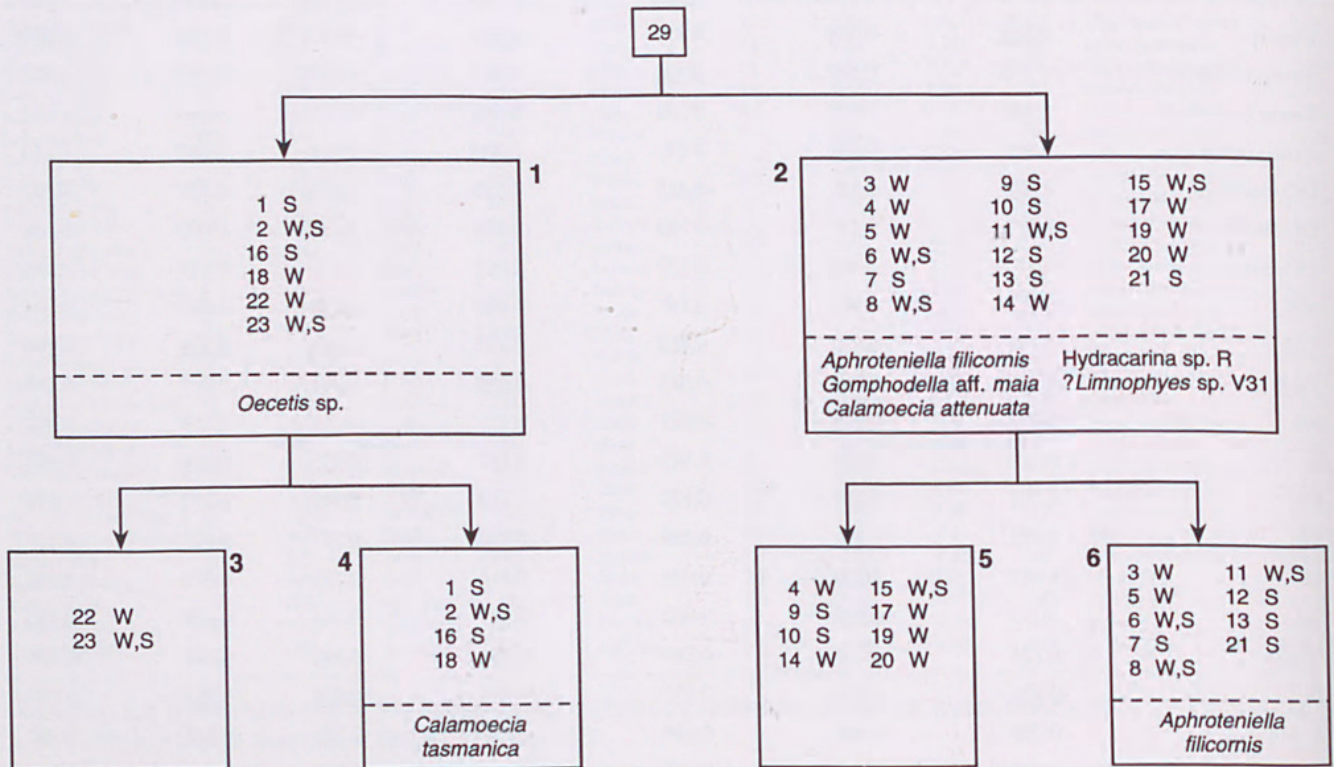 29
1
1 S
2 W,S
16 S
18 W
22 W
23 W,S
Oecetis sp.
2
3 W 9 S 15 W,S
4 W 10 S 17 W
5 W 11 W,S 19 W
6 W,S 12 S 20 W
7 S 13 S 21 S
8 W,S 14 W
Aphroteniella filicornis Hydracarina sp. R
Gomphodella aff. maia ?Limnophyes sp. V31
Calamoecia attenuata
3
22 W
23 W,S
4
1 S
2 W,S
16 S
18 W
Calamoecia
tasmanica
5
4 W 15 W,S
9 S 17 W
10 S 19 W
14 W 20 W
6
3 W 11 W,S
5 W 12 S
6 W,S 13 S
7 S 21 S
8 W,S
Aphroteniella
filicornis